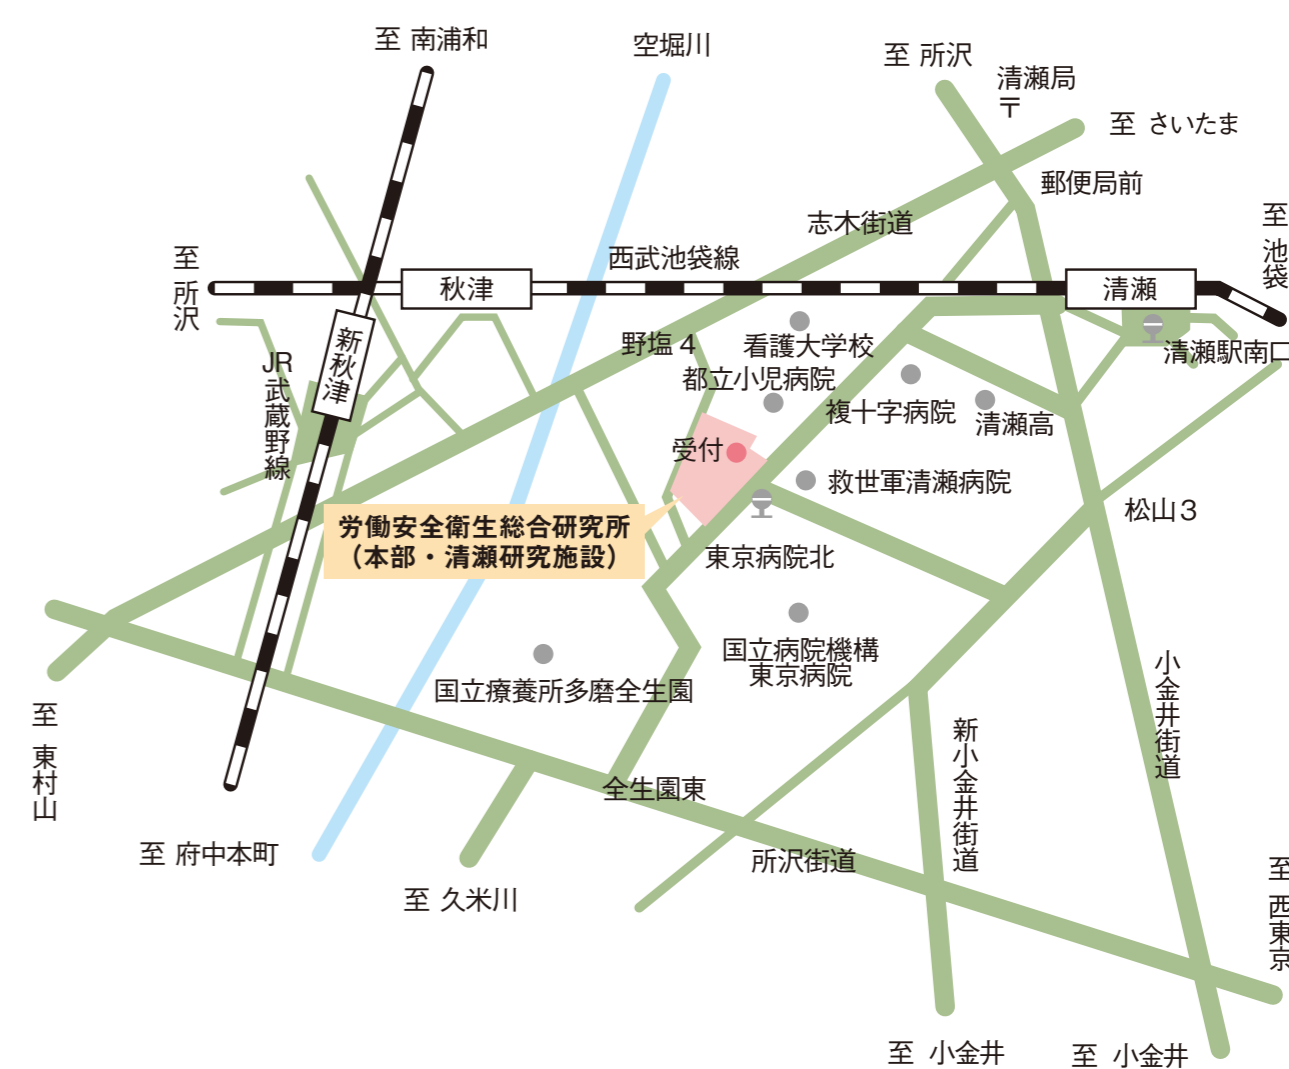 至 南浦和
空堀川
至 所沢
清瀬局
〒
至 さいたま
郵便局前
志木街道
至 池袋
至 所沢
西武池袋線
秋津
清瀬
新秋津
JR武蔵野線
野塩4
看護大学校
清瀬駅南口
都立小児病院
複十字病院
清瀬高
受付
救世軍清瀬病院
松山3
労働安全衛生総合研究所
（本部・清瀬研究施設）
東京病院北
国立病院機構
東京病院
国立療養所多磨全生園
小金井街道
至 東村山
新小金井街道
全生園東
至 府中本町
所沢街道
至 久米川
至 西東京
至 小金井
至 小金井